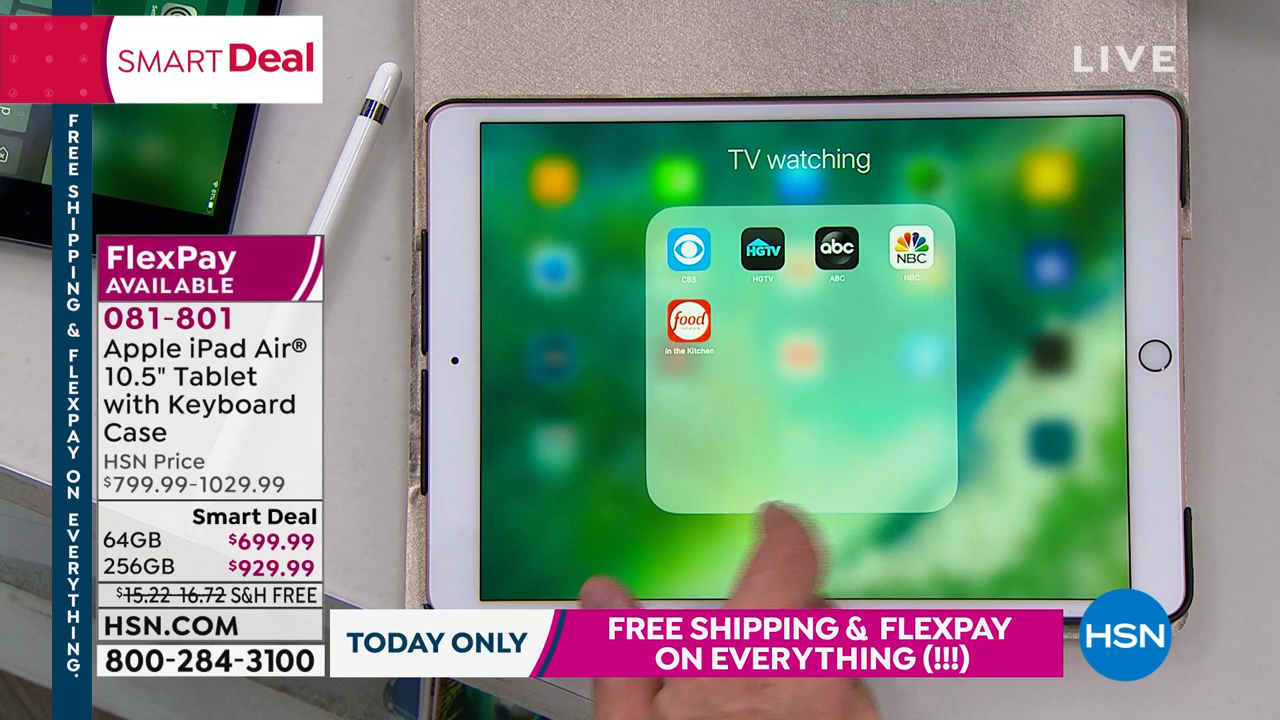 SMART Deal
LIVE
FREE SHIPPING & FLEXPAY ON EVERYTHING.
FlexPay
AVAILABLE
081-801
Apple iPad Air®
10.5" Tablet
with Keyboard
Case
HSN Price
$799.99-1029.99
Smart Deal
64GB $699.99
256GB $929.99
$15.22-16.72 S&H FREE
HSN.COM
800-284-3100
TV watching
CBS
HGTV
HGTV
abc
ABC
NBC
NBC
food
network
In the Kitchen
TODAY ONLY
FREE SHIPPING & FLEXPAY
ON EVERYTHING (!!!)
HSN